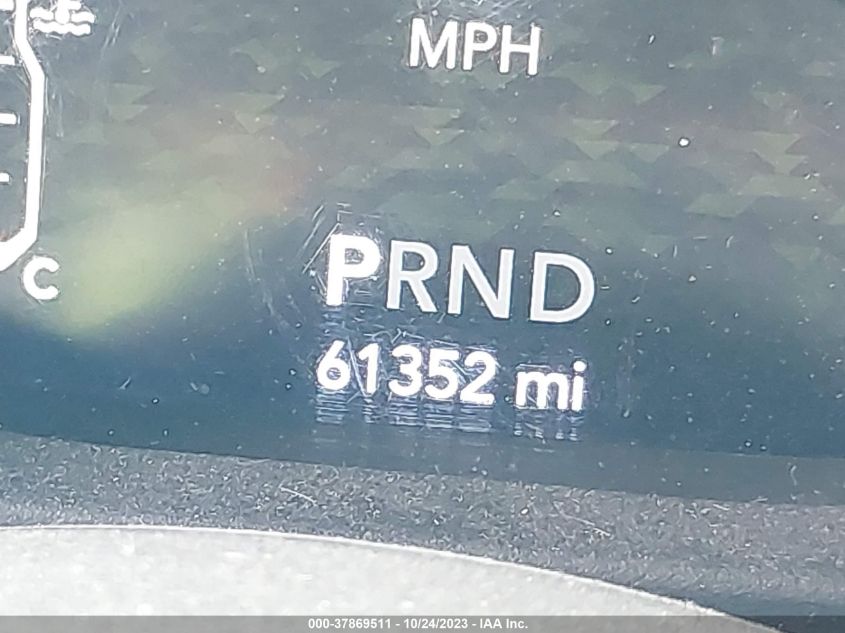 MPH
C
PRND
61352 mi
000-37869511 - 10/24/2023 - IAA Inc.